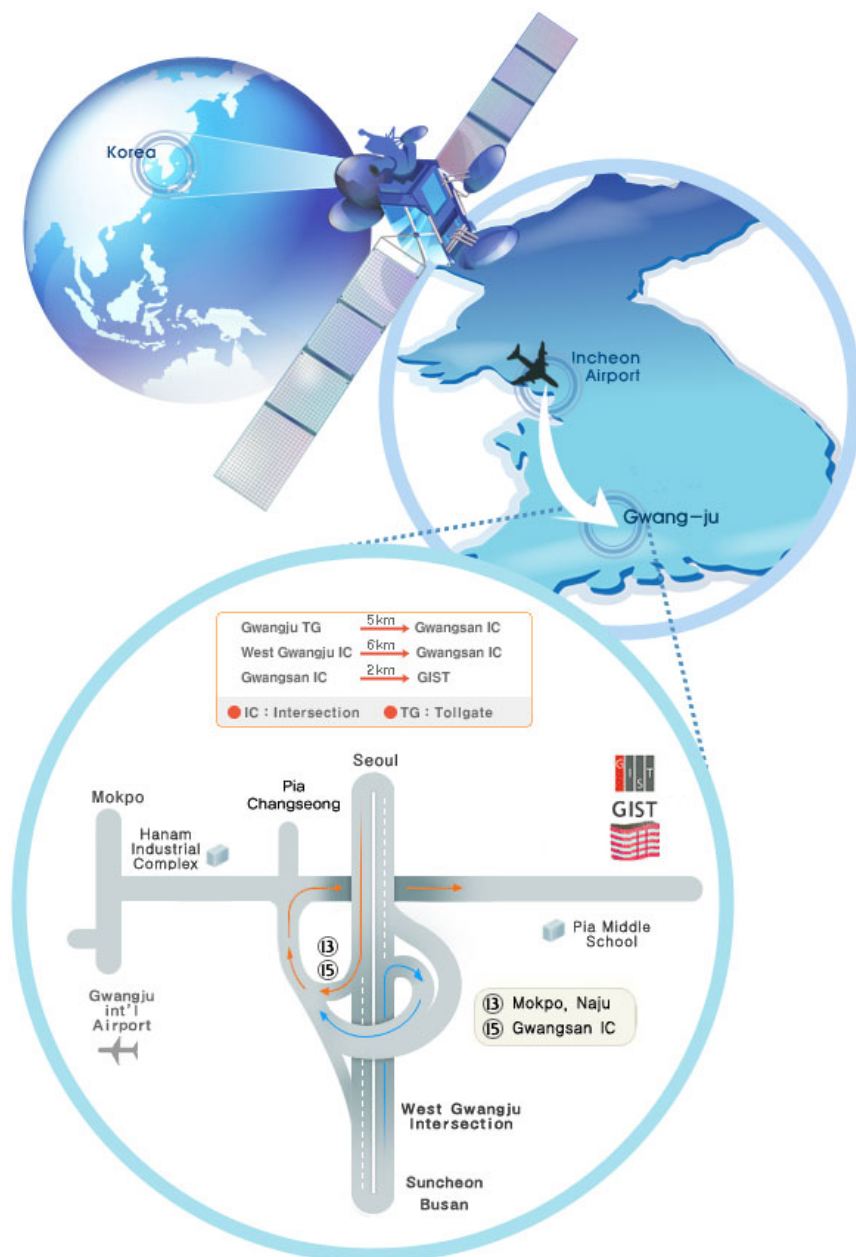 Korea
Incheon
Airport
Gwang-ju
Gwangju TG 5km Gwangsan IC
West Gwangju IC 6km Gwangsan IC
Gwangsan IC 2km GIST
IC : Intersection TG : Tollgate
Seoul
Pia
Changseong
Mokpo
Hanam
Industrial
Complex
GIST
GIST
Pia Middle
School
⑬
⑮
Gwangju
int'l
Airport
⑬ Mokpo, Naju
⑮ Gwangsan IC
West Gwangju
Intersection
Suncheon
Busan